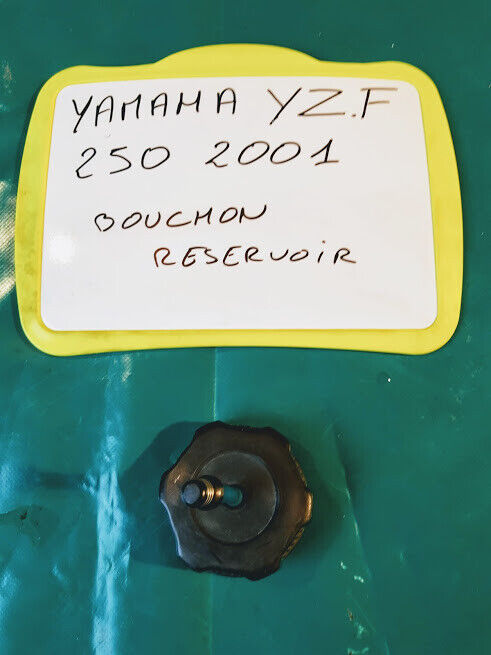 YAMAHA YZ.F
250 2001
BOUCHON
RESERVOIR